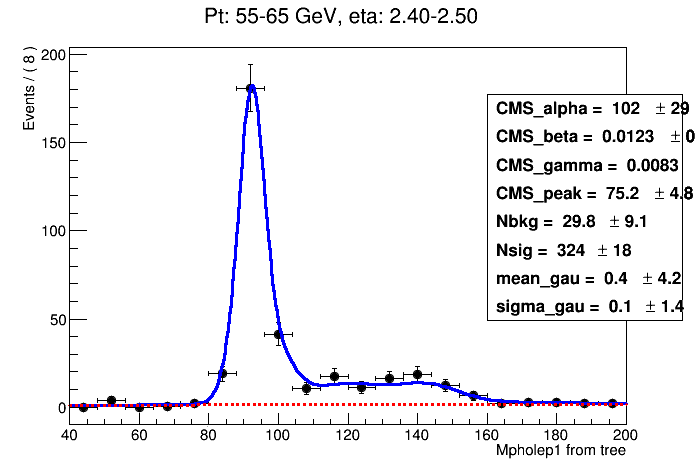 Pt: 55-65 GeV, eta: 2.40-2.50
Events / ( 8 )
200
150
100
50
0
CMS_alpha = 102 ± 29
CMS_beta = 0.0123 ± 0
CMS_gamma = 0.0083
CMS_peak = 75.2 ± 4.8
Nbkg = 29.8 ± 9.1
Nsig = 324 ± 18
mean_gau = 0.4 ± 4.2
sigma_gau = 0.1 ± 1.4
40 60 80 100 120 140 160 180 200
Mpholep1 from tree